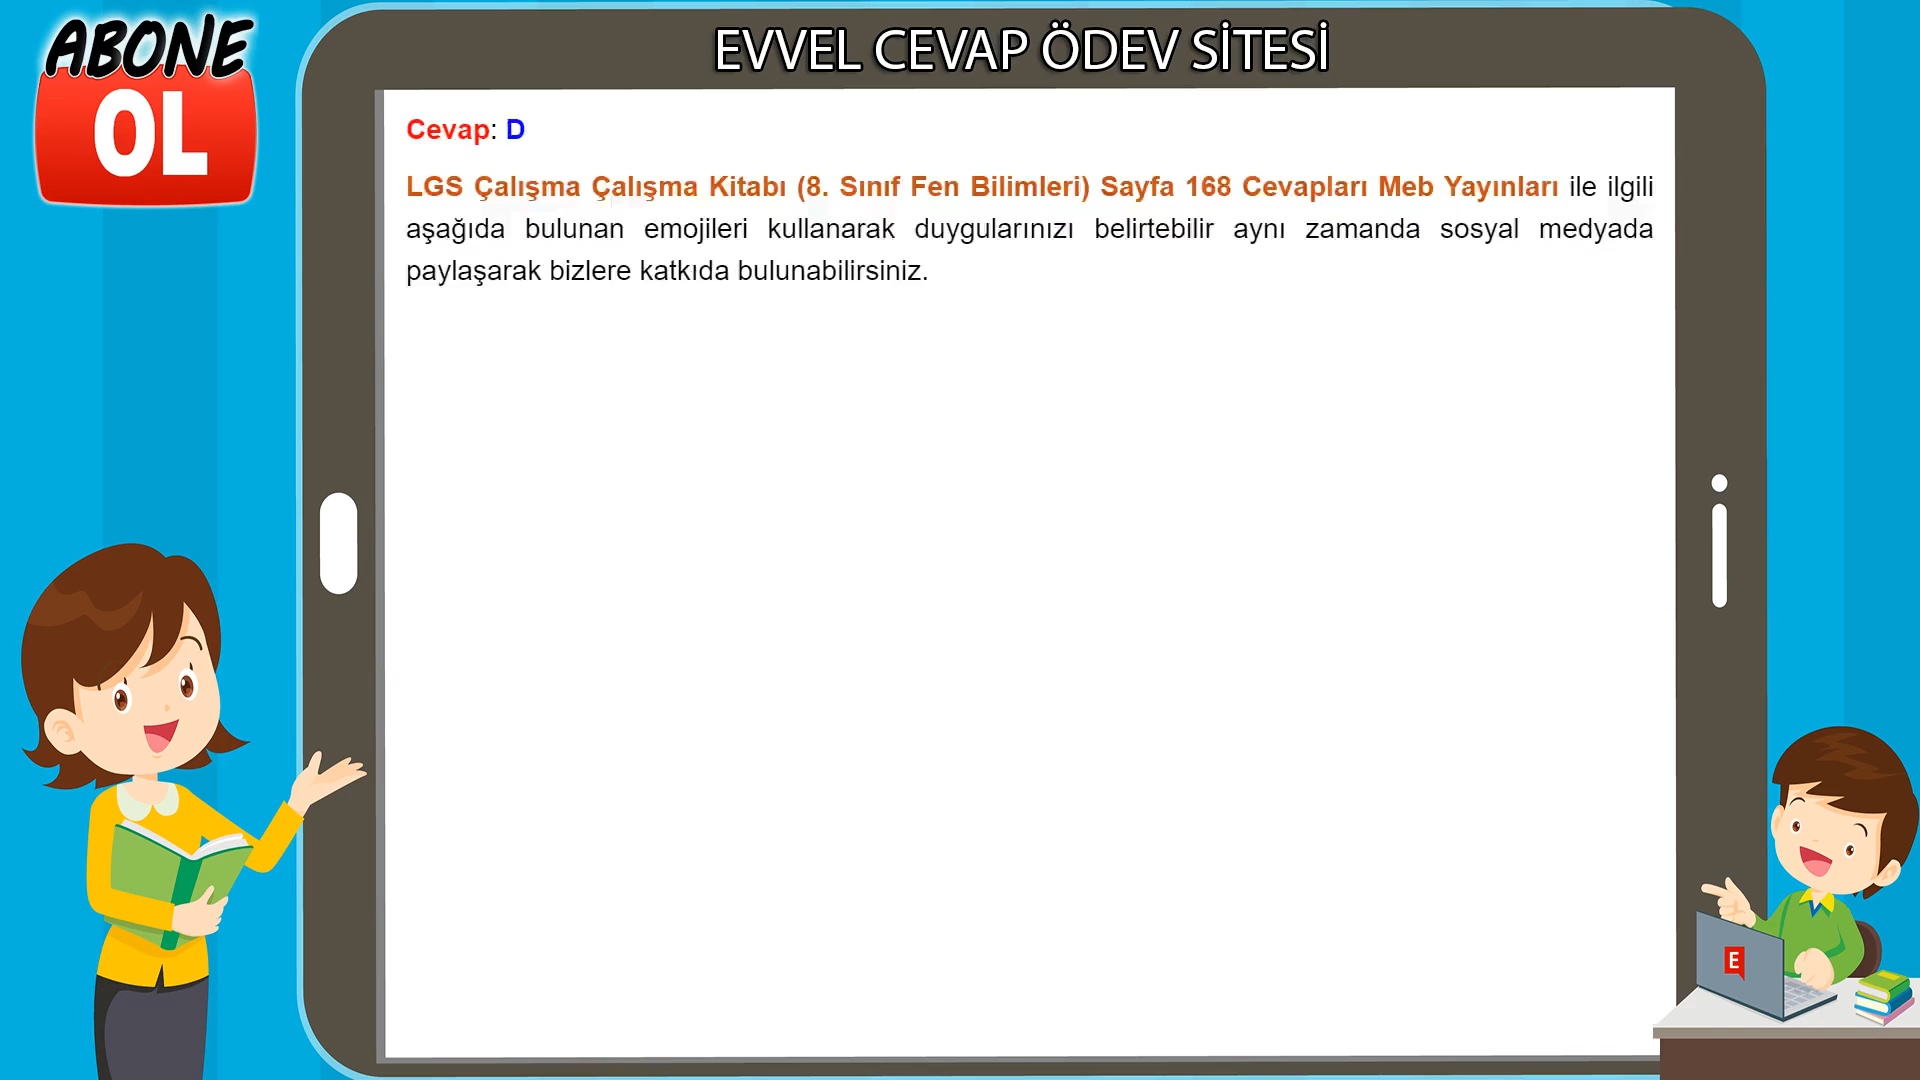 ABONE
OL
EVVEL CEVAP ÖDEV SİTESİ
Cevap: D
LGS Çalışma Çalışma Kitabı (8. Sınıf Fen Bilimleri) Sayfa 168 Cevapları Meb Yayınları ile ilgili
aşağıda bulunan emojileri kullanarak duygularınızı belirtebilir aynı zamanda sosyal medyada
paylaşarak bizlere katkıda bulunabilirsiniz.
E